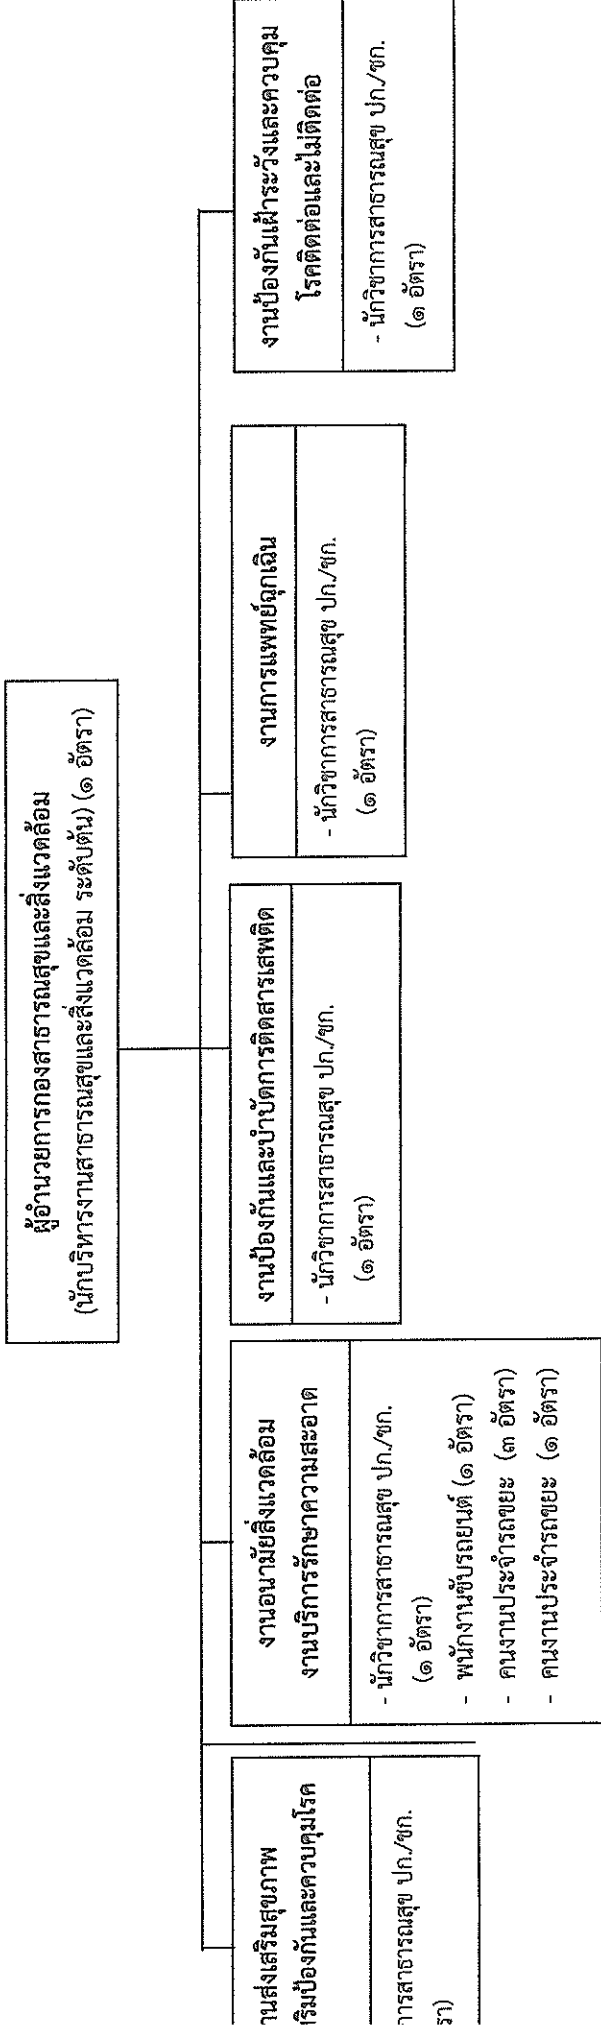 ผู้อำนวยการกองสาธารณสุขและสิ่งแวดล้อม
(นักบริหารงานสาธารณสุขและสิ่งแวดล้อม ระดับต้น) (๑ อัตรา)
านส่งเสริมสุขภาพ
ริมป้องกันและควบคุมโรค
การสาธารณสุข ปก./ชก.
รา)
งานอนามัยสิ่งแวดล้อม
งานบริการรักษาความสะอาด
- นักวิชาการสาธารณสุข ปก./ชก.
(๑ อัตรา)
- พนักงานขับรถยนต์ (๑ อัตรา)
- คนงานประจำรถขยะ (๓ อัตรา)
- คนงานประจำรถขยะ (๑ อัตรา)
งานป้องกันและบำบัดการติดสารเสพติด
- นักวิชาการสาธารณสุข ปก./ชก.
(๑ อัตรา)
งานการแพทย์ฉุกเฉิน
- นักวิชาการสาธารณสุข ปก./ชก.
(๑ อัตรา)
งานป้องกันเฝ้าระวังและควบคุม
โรคติดต่อและไม่ติดต่อ
- นักวิชาการสาธารณสุข ปก./ชก.
(๑ อัตรา)